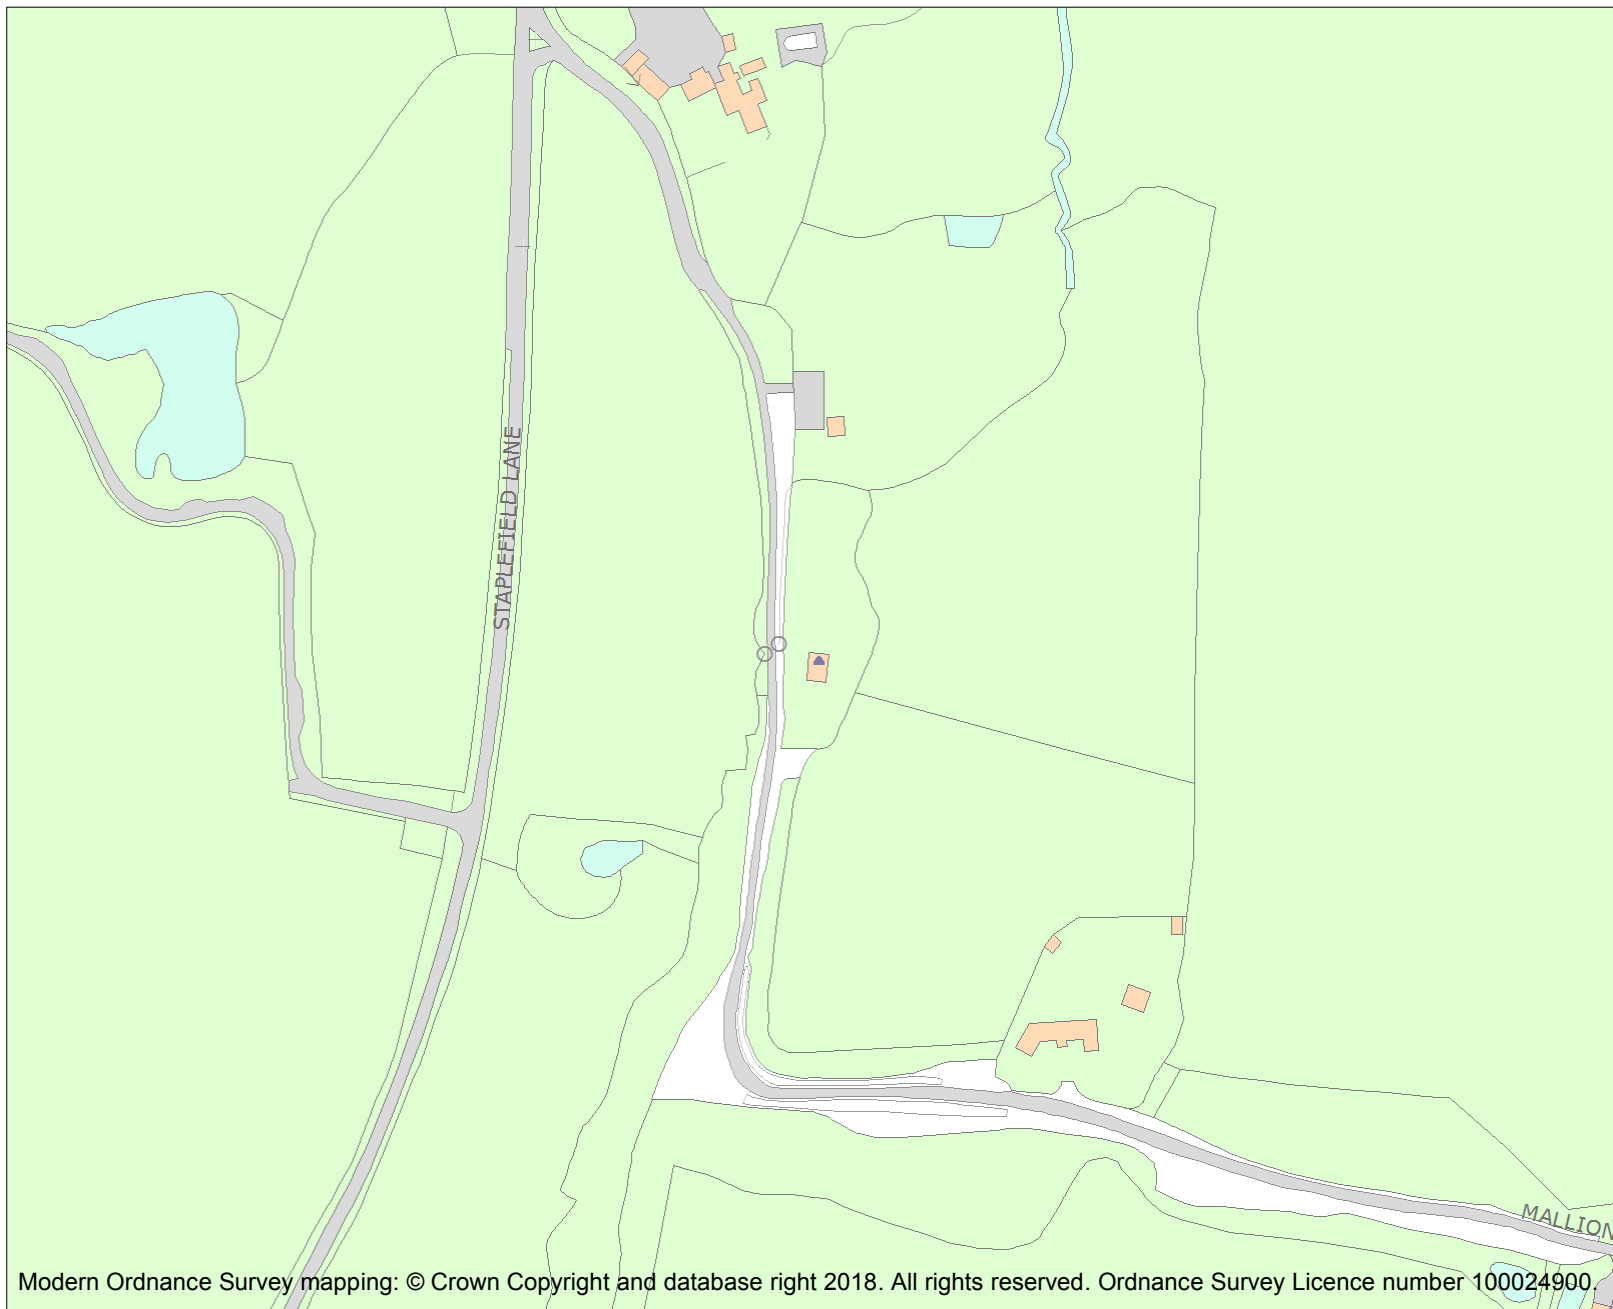 STAPLEFIELD LANE
MALLION
Modern Ordnance Survey mapping: © Crown Copyright and database right 2018. All rights reserved. Ordnance Survey Licence number 100024900.